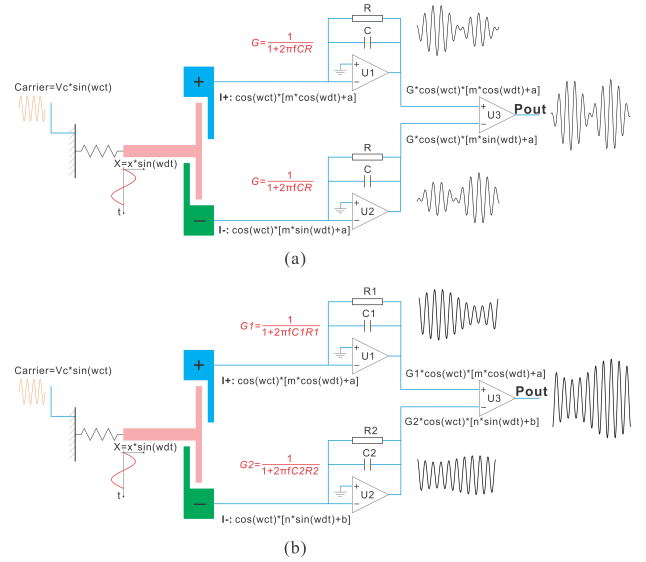 R
G=1/1+2πfCR
C
+
U1
−
Carrier=Vc*sin(wct)
+
I+: cos(wct)*[m*cos(wdt)+a]
G*cos(wct)*[m*cos(wdt)+a]
+
U3
−
Pout
G*cos(wct)*[m*sin(wdt)+a]
X=x*sin(wdt)
t
R
G=1/1+2πfCR
C
+
U2
−
−
I-: cos(wct)*[m*sin(wdt)+a]
(a)
R1
G1=1/1+2πfC1R1
C1
+
U1
−
Carrier=Vc*sin(wct)
+
I+: cos(wct)*[m*cos(wdt)+a]
G1*cos(wct)*[m*cos(wdt)+a]
+
U3
−
Pout
G2*cos(wct)*[n*sin(wdt)+b]
X=x*sin(wdt)
t
R2
G2=1/1+2πfC2R2
C2
+
U2
−
−
I-: cos(wct)*[n*sin(wdt)+b]
(b)